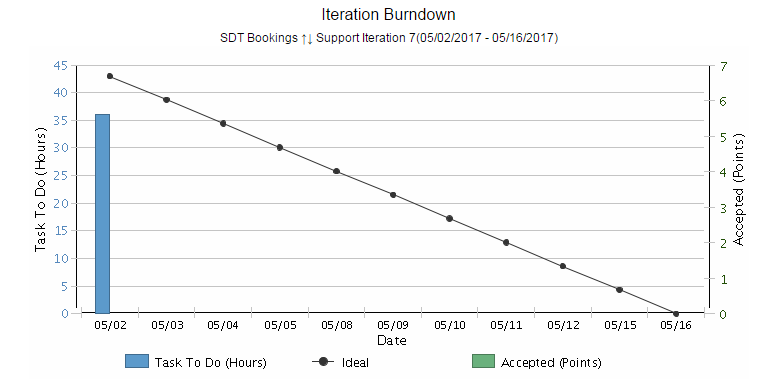 Iteration Burndown
SDT Bookings ↑↓ Support Iteration 7(05/02/2017 - 05/16/2017)
45
40
35
30
25
20
15
10
5
0
Task To Do (Hours)
7
6
5
4
3
2
1
0
Accepted (Points)
05/02 05/03 05/04 05/05 05/08 05/09 05/10 05/11 05/12 05/15 05/16
Date
Task To Do (Hours) Ideal Accepted (Points)